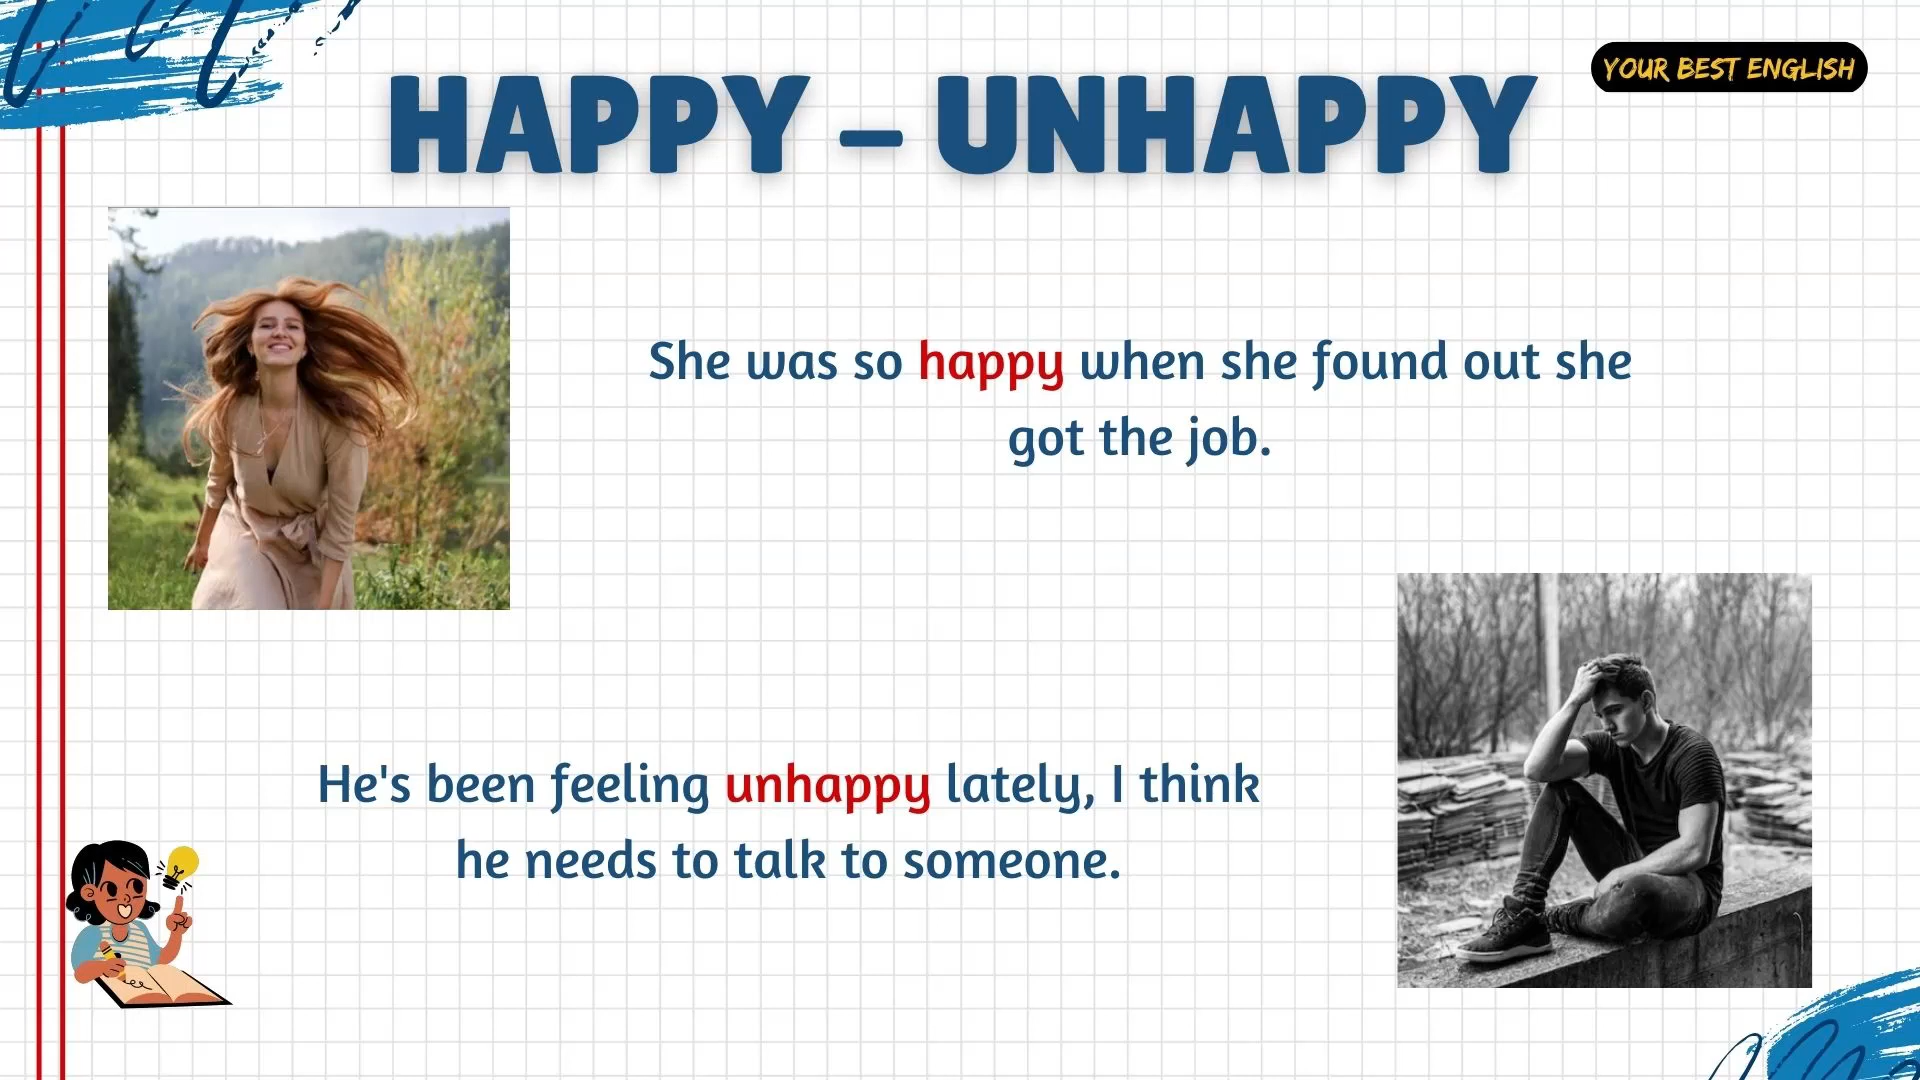 YOUR BEST ENGLISH
HAPPY – UNHAPPY
She was so happy when she found out she
got the job.
He's been feeling unhappy lately, I think
he needs to talk to someone.